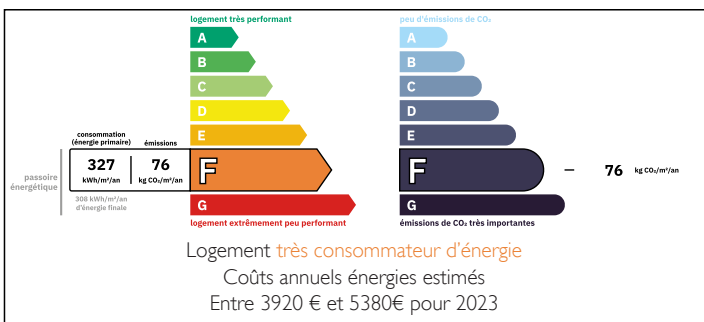 logement très performant
A
B
C
D
E
consommation
(énergie primaire)
émissions
327
kWh/m²/an
76
kg CO₂/m²/an
F
passoire
énergétique
308 kWh/m²/an
d'énergie finale
G
logement extrêmement peu performant
peu d'émissions de CO₂
A
B
C
D
E
F
76 kg CO₂/m²/an
G
émissions de CO₂ très importantes
Logement très consommateur d'énergie
Coûts annuels énergies estimés
Entre 3920 € et 5380€ pour 2023